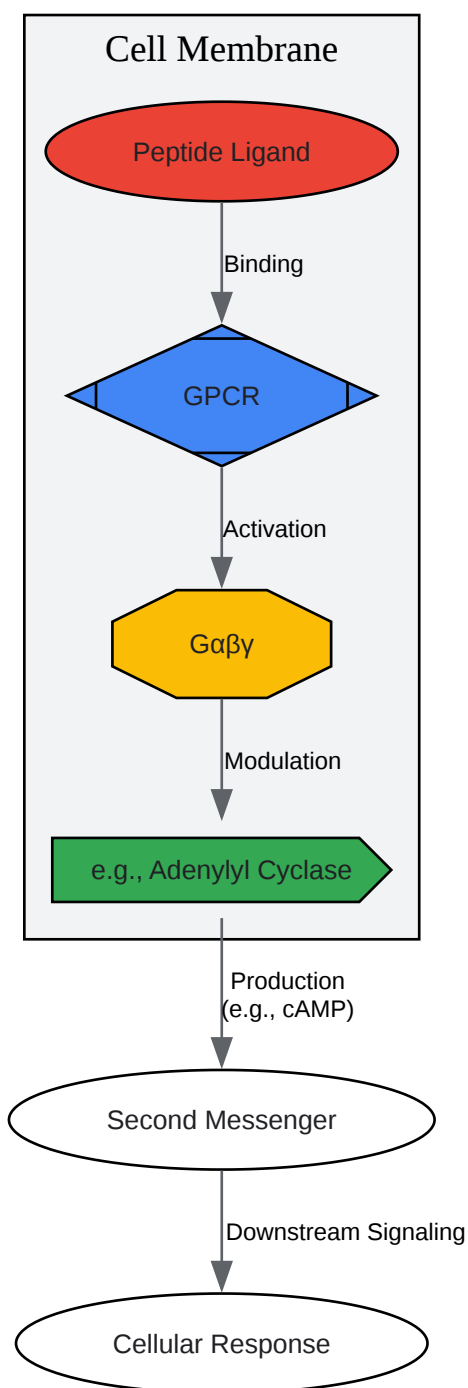 Cell Membrane
Peptide Ligand
Binding
GPCR
Activation
Gαβγ
Modulation
e.g., Adenylyl Cyclase
Production
(e.g., cAMP)
Second Messenger
Downstream Signaling
Cellular Response